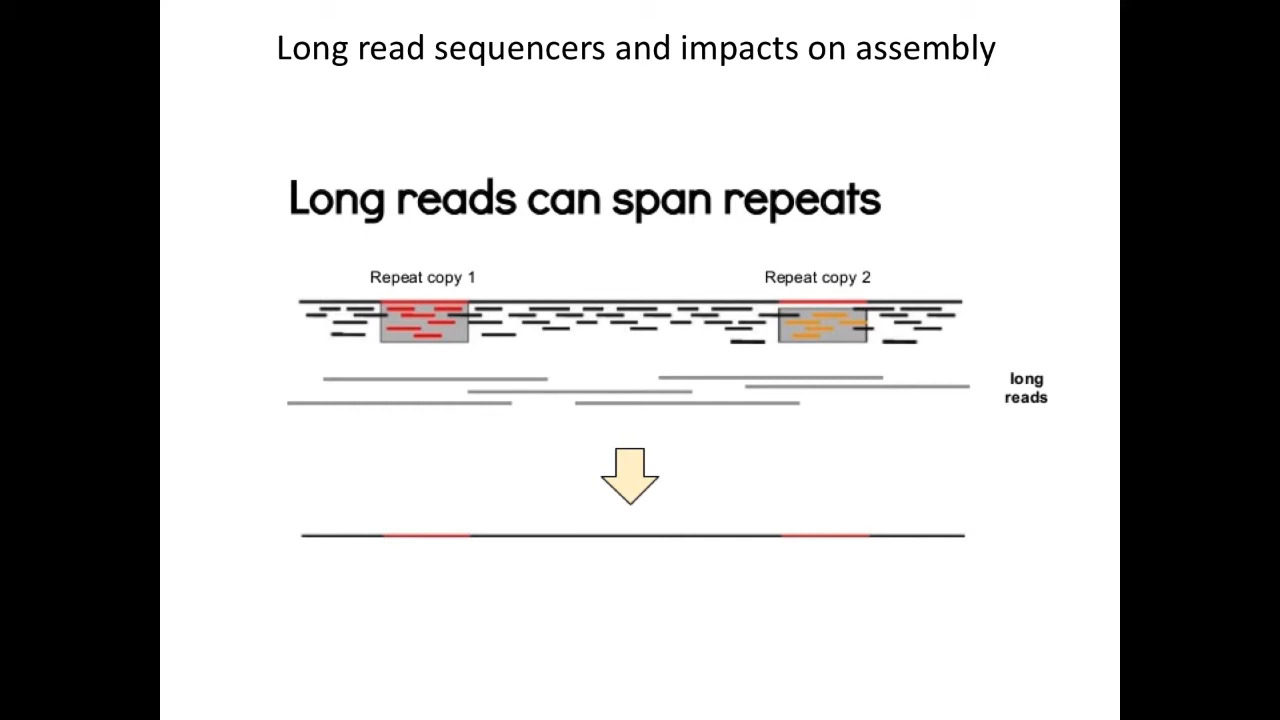 Long read sequencers and impacts on assembly
Long reads can span repeats
Repeat copy 1
Repeat copy 2
long
reads